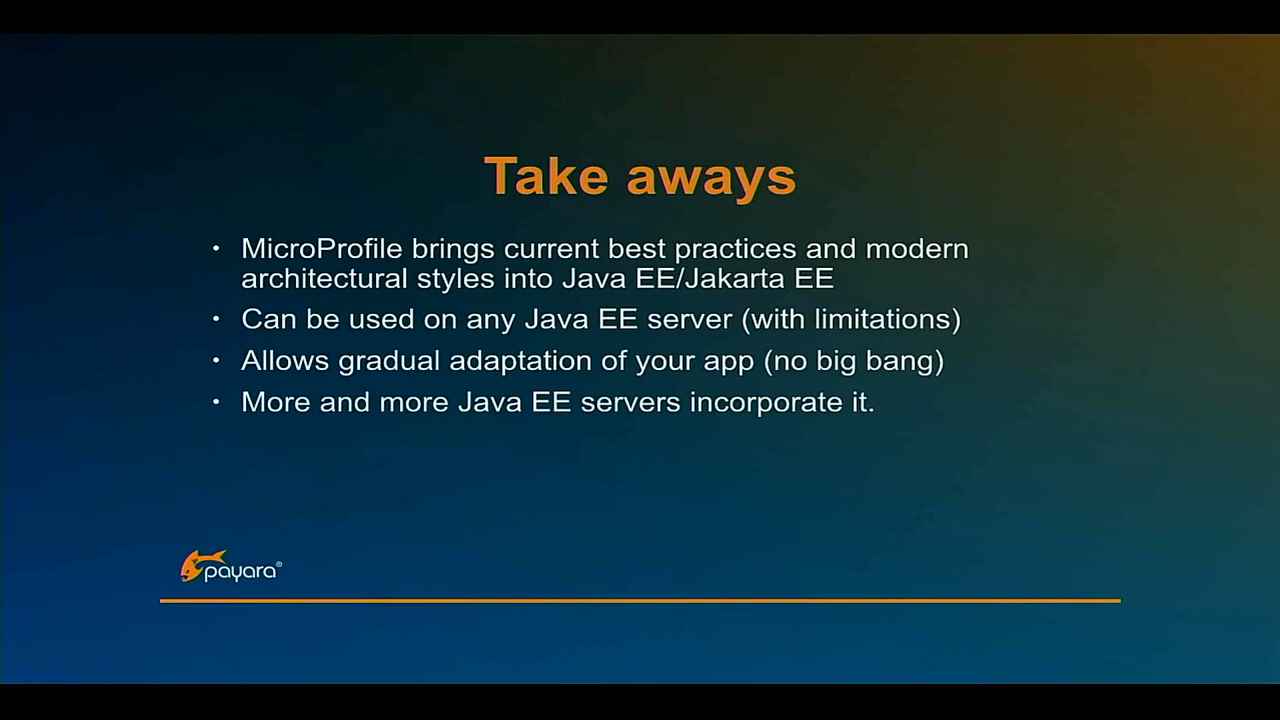 Take aways
• MicroProfile brings current best practices and modern
architectural styles into Java EE/Jakarta EE
• Can be used on any Java EE server (with limitations)
• Allows gradual adaptation of your app (no big bang)
• More and more Java EE servers incorporate it.
payara®